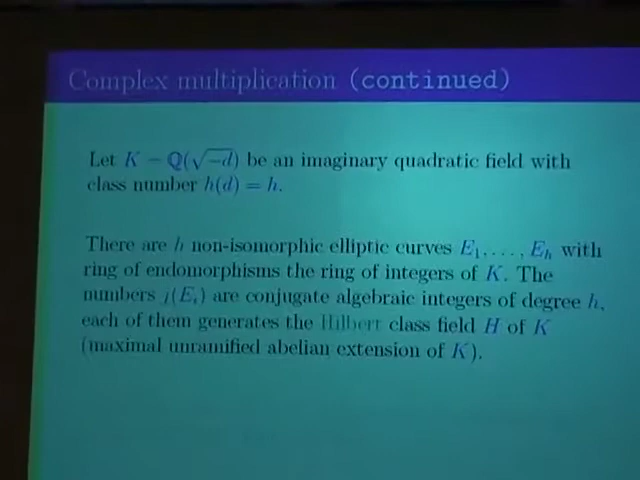 Complex multiplication (continued)
Let K = Q(√−d) be an imaginary quadratic field with
class number h(d) = h.
There are h non-isomorphic elliptic curves E₁, . . . , Eₕ with
ring of endomorphisms the ring of integers of K. The
numbers j(Eᵢ) are conjugate algebraic integers of degree h,
each of them generates the Hilbert class field H of K
(maximal unramified abelian extension of K).